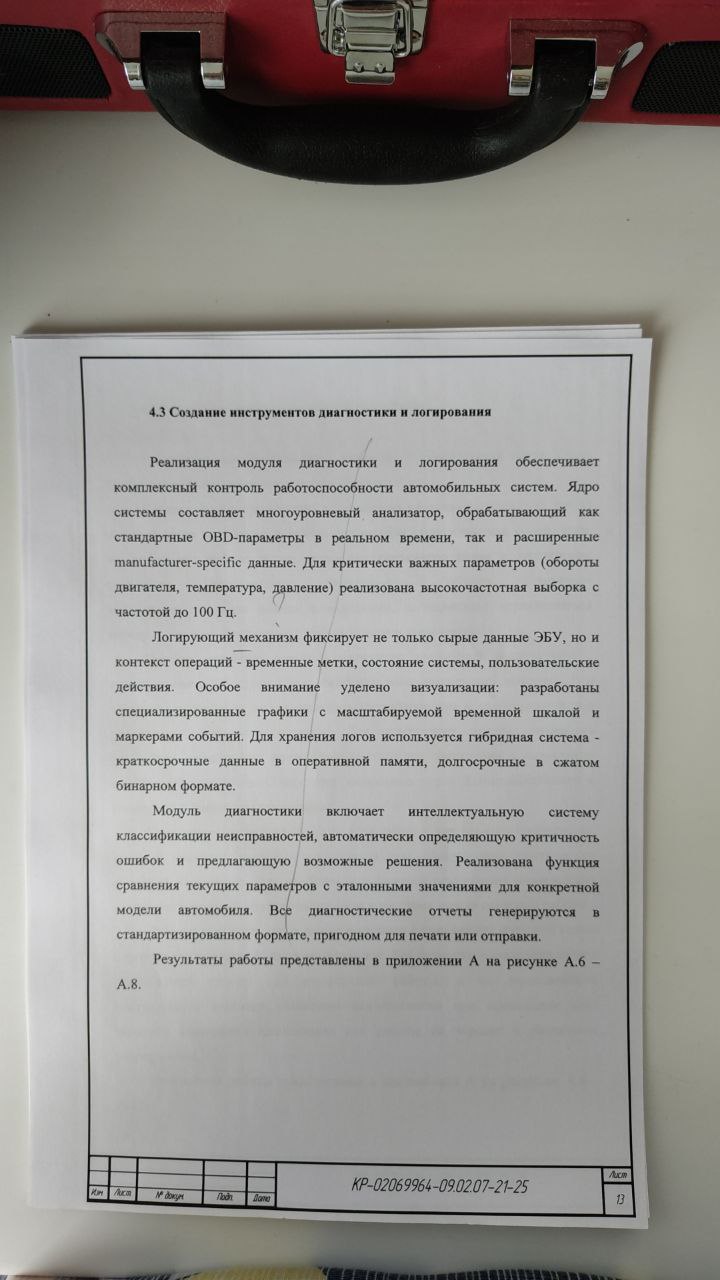 4.3 Создание инструментов диагностики и логирования
Реализация модуля диагностики и логирования обеспечивает
комплексный контроль работоспособности автомобильных систем. Ядро
системы составляет многоуровневый анализатор, обрабатывающий как
стандартные OBD-параметры в реальном времени, так и расширенные
manufacturer-specific данные. Для критически важных параметров (обороты
двигателя, температура, давление) реализована высокочастотная выборка с
частотой до 100 Гц.
?
Логирующий механизм фиксирует не только сырые данные ЭБУ, но и
контекст операций - временные метки, состояние системы, пользовательские
действия. Особое внимание уделено визуализации: разработаны
специализированные графики с масштабируемой временной шкалой и
маркерами событий. Для хранения логов используется гибридная система -
краткосрочные данные в оперативной памяти, долгосрочные в сжатом
бинарном формате.
Модуль диагностики включает интеллектуальную систему
классификации неисправностей, автоматически определяющую критичность
ошибок и предлагающую возможные решения. Реализована функция
сравнения текущих параметров с эталонными значениями для конкретной
модели автомобиля. Все диагностические отчеты генерируются в
стандартизированном формате, пригодном для печати или отправки.
Результаты работы представлены в приложении А на рисунке А.6 –
А.8.
Изм Лист № докум. Подп. Дата
КР-02069964-09.02.07-21-25
Лист
13